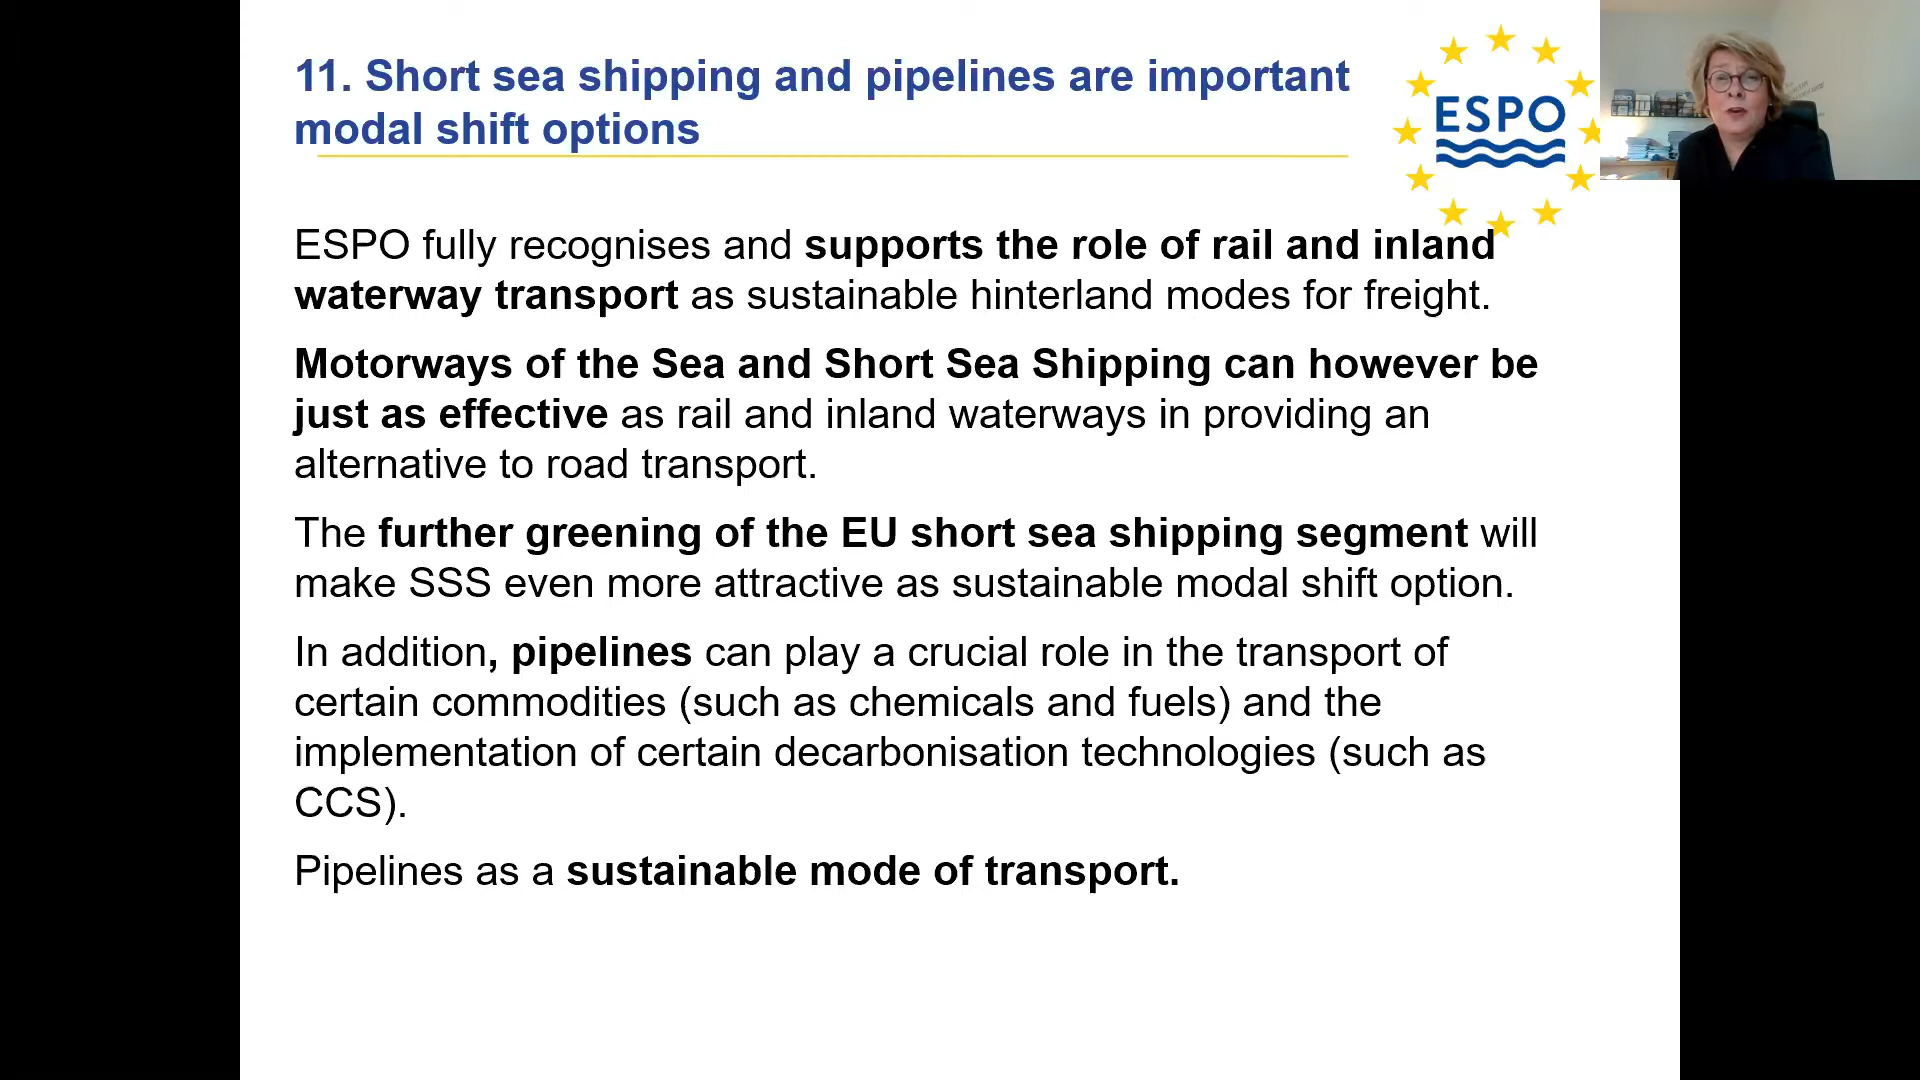 11. Short sea shipping and pipelines are important
modal shift options
ESPO
ESPO fully recognises and supports the role of rail and inland
waterway transport as sustainable hinterland modes for freight.
Motorways of the Sea and Short Sea Shipping can however be
just as effective as rail and inland waterways in providing an
alternative to road transport.
The further greening of the EU short sea shipping segment will
make SSS even more attractive as sustainable modal shift option.
In addition, pipelines can play a crucial role in the transport of
certain commodities (such as chemicals and fuels) and the
implementation of certain decarbonisation technologies (such as
CCS).
Pipelines as a sustainable mode of transport.